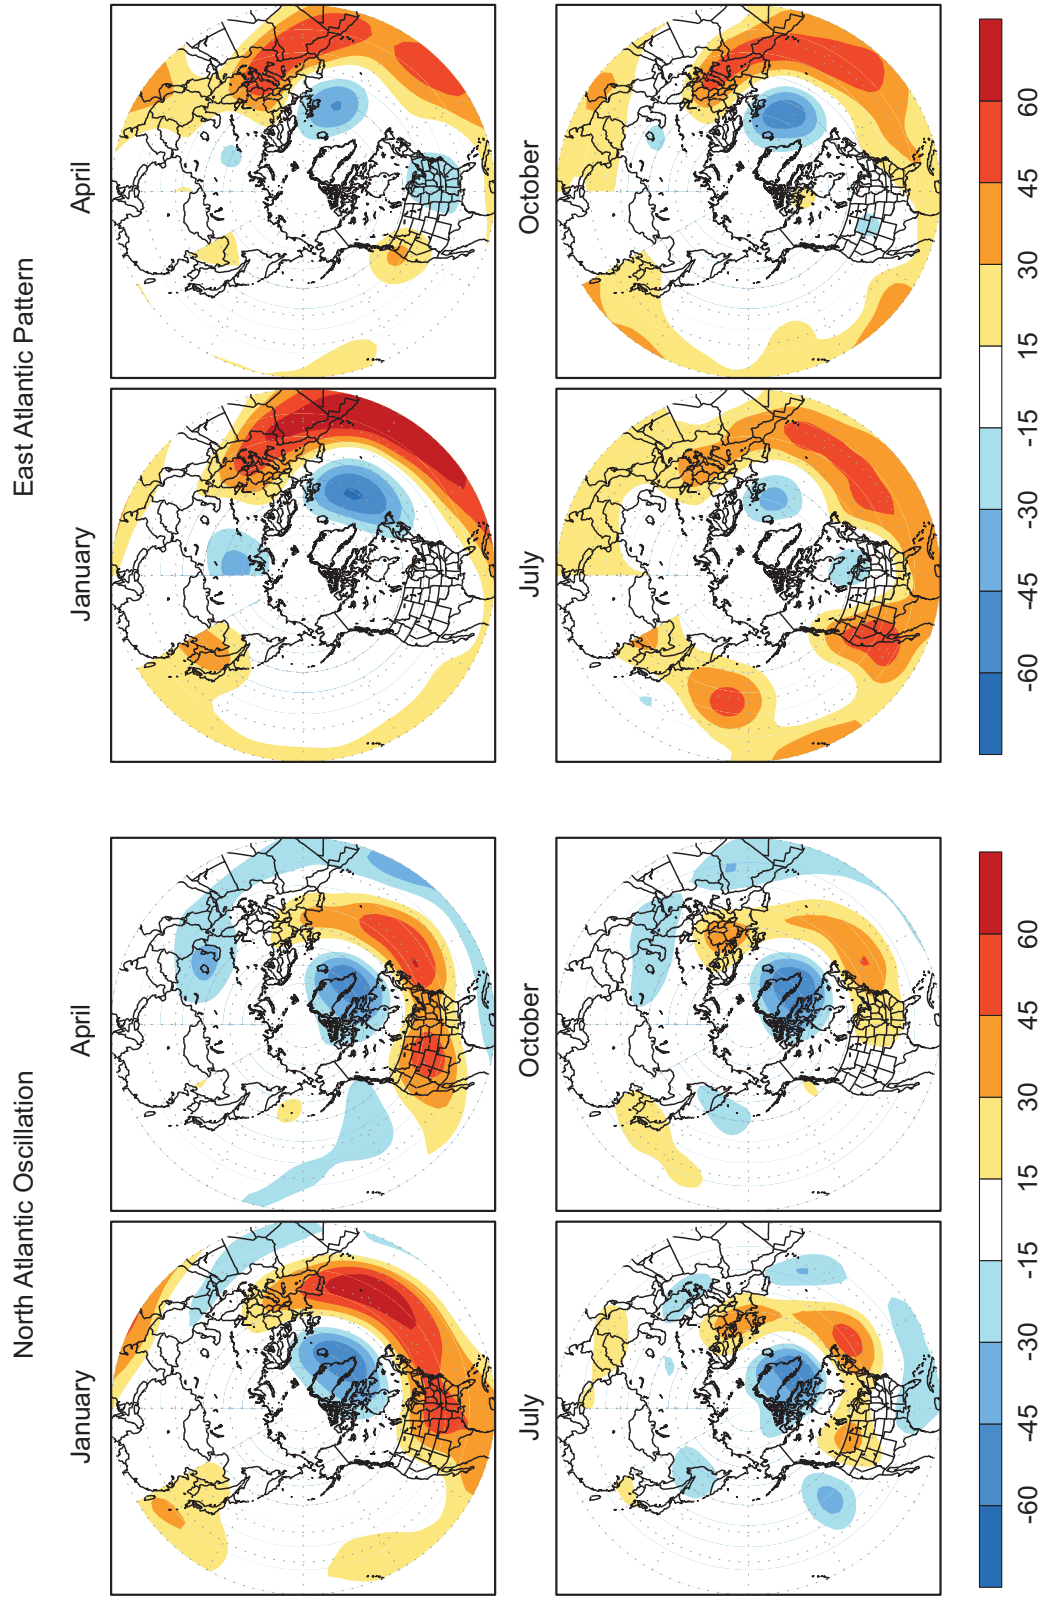 East Atlantic Pattern
January
April
July
October
-60
-45
-30
-15
15
30
45
60
North Atlantic Oscillation
January
April
July
October
-60
-45
-30
-15
15
30
45
60